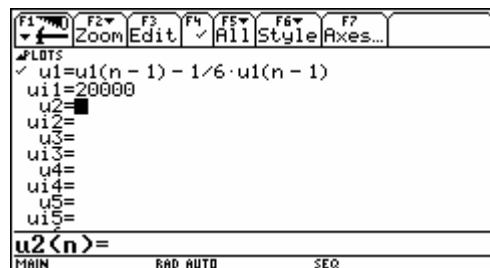 F1 F2 F3 F4 F5 F6 F7
Zoom Edit ✓ All Style Axes...
PLOTS
✓ u1=u1(n - 1) - 1/6·u1(n - 1)
ui1=20000
u2=
ui2=
u3=
ui3=
u4=
ui4=
u5=
ui5=
u2(n)=
MAIN RAD AUTO SEQ